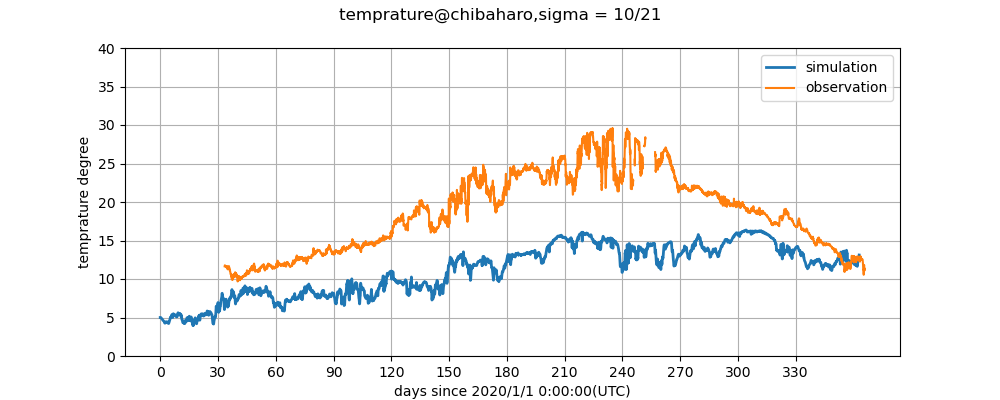 temprature@chibaharo,sigma = 10/21
40
35
30
25
20
15
10
5
0
temprature degree
simulation
observation
0 30 60 90 120 150 180 210 240 270 300 330
days since 2020/1/1 0:00:00(UTC)